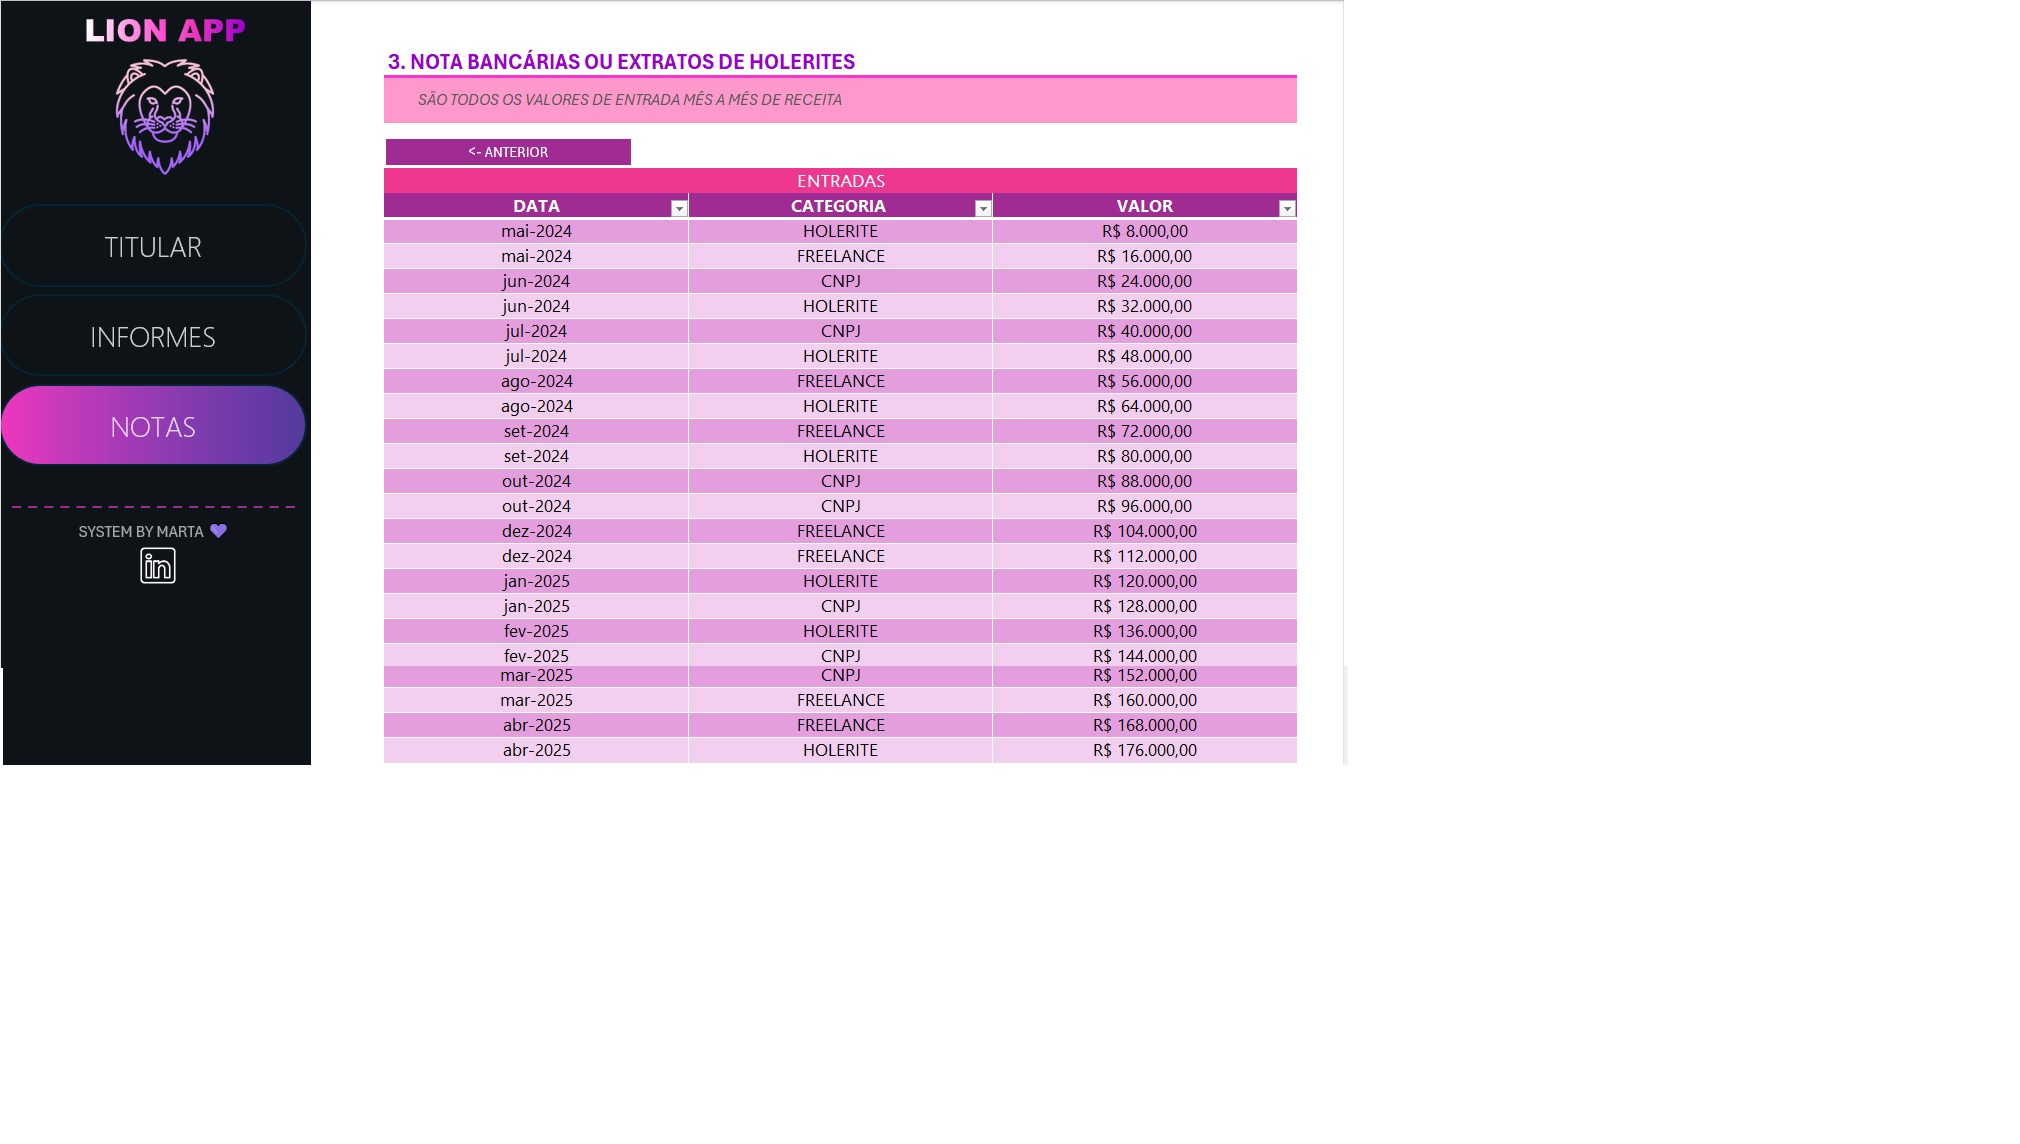 LION APP
TITULAR
INFORMES
NOTAS
SYSTEM BY MARTA 💜
in
3. NOTA BANCÁRIAS OU EXTRATOS DE HOLERITES
SÃO TODOS OS VALORES DE ENTRADA MÊS A MÊS DE RECEITA
<- ANTERIOR
ENTRADAS
DATA CATEGORIA VALOR
mai-2024 HOLERITE R$ 8.000,00
mai-2024 FREELANCE R$ 16.000,00
jun-2024 CNPJ R$ 24.000,00
jun-2024 HOLERITE R$ 32.000,00
jul-2024 CNPJ R$ 40.000,00
jul-2024 HOLERITE R$ 48.000,00
ago-2024 FREELANCE R$ 56.000,00
ago-2024 HOLERITE R$ 64.000,00
set-2024 FREELANCE R$ 72.000,00
set-2024 HOLERITE R$ 80.000,00
out-2024 CNPJ R$ 88.000,00
out-2024 CNPJ R$ 96.000,00
dez-2024 FREELANCE R$ 104.000,00
dez-2024 FREELANCE R$ 112.000,00
jan-2025 HOLERITE R$ 120.000,00
jan-2025 CNPJ R$ 128.000,00
fev-2025 HOLERITE R$ 136.000,00
fev-2025 CNPJ R$ 144.000,00
mar-2025 CNPJ R$ 152.000,00
mar-2025 FREELANCE R$ 160.000,00
abr-2025 FREELANCE R$ 168.000,00
abr-2025 HOLERITE R$ 176.000,00